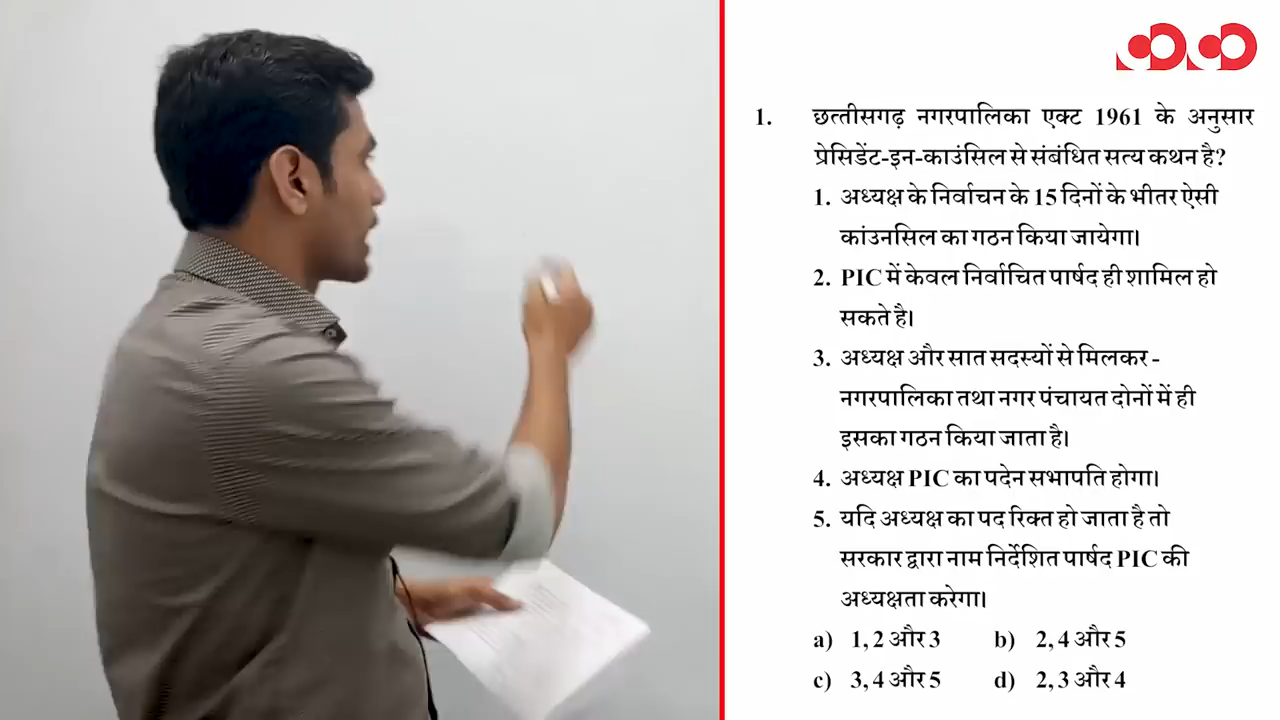 1. छत्तीसगढ़ नगरपालिका एक्ट 1961 के अनुसार
प्रेसिडेंट-इन-काउंसिल से संबंधित सत्य कथन है?
1. अध्यक्ष के निर्वाचन के 15 दिनों के भीतर ऐसी
कांउनसिल का गठन किया जायेगा।
2. PIC में केवल निर्वाचित पार्षद ही शामिल हो
सकते है।
3. अध्यक्ष और सात सदस्यों से मिलकर -
नगरपालिका तथा नगर पंचायत दोनों में ही
इसका गठन किया जाता है।
4. अध्यक्ष PIC का पदेन सभापति होगा।
5. यदि अध्यक्ष का पद रिक्त हो जाता है तो
सरकार द्वारा नाम निर्देशित पार्षद PIC की
अध्यक्षता करेगा।
a) 1, 2 और 3 b) 2, 4 और 5
c) 3, 4 और 5 d) 2, 3 और 4